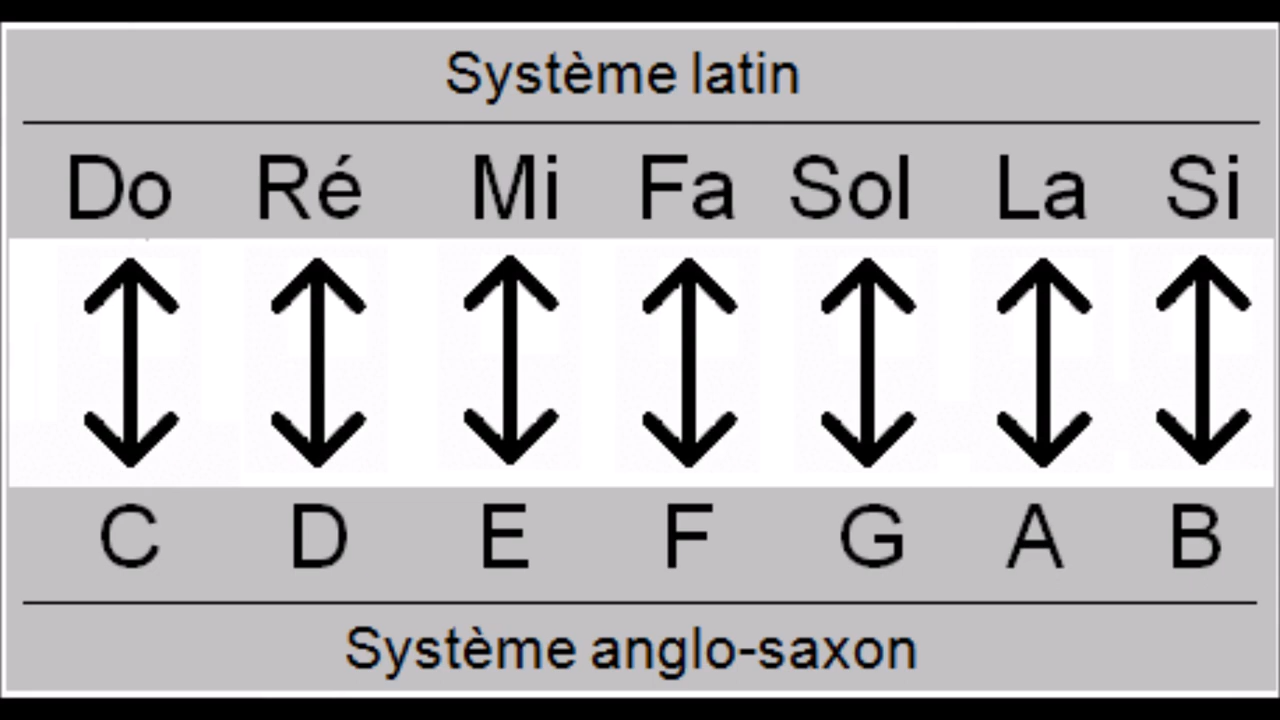 Système latin
Do Ré Mi Fa Sol La Si
C D E F G A B
Système anglo-saxon